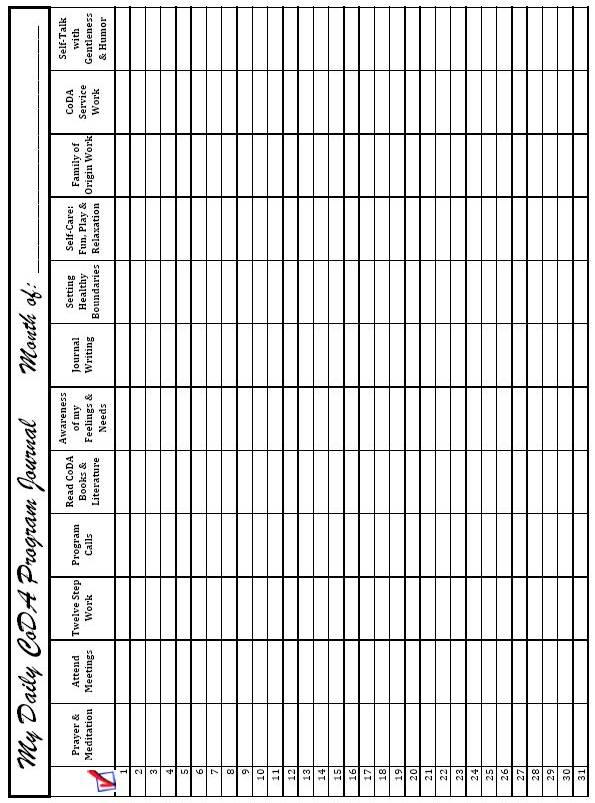 My Daily CoDA Program Journal Month of:
Prayer &
Meditation
Attend
Meetings
Twelve Step
Work
Program
Calls
Read CoDA
Books &
Literature
Awareness
of my
Feelings &
Needs
Journal
Writing
Setting
Healthy
Boundaries
Self-Care:
Fun, Play &
Relaxation
Family of
Origin Work
CoDA
Service
Work
Self-Talk
with
Gentleness
& Humor
1
2
3
4
5
6
7
8
9
10
11
12
13
14
15
16
17
18
19
20
21
22
23
24
25
26
27
28
29
30
31